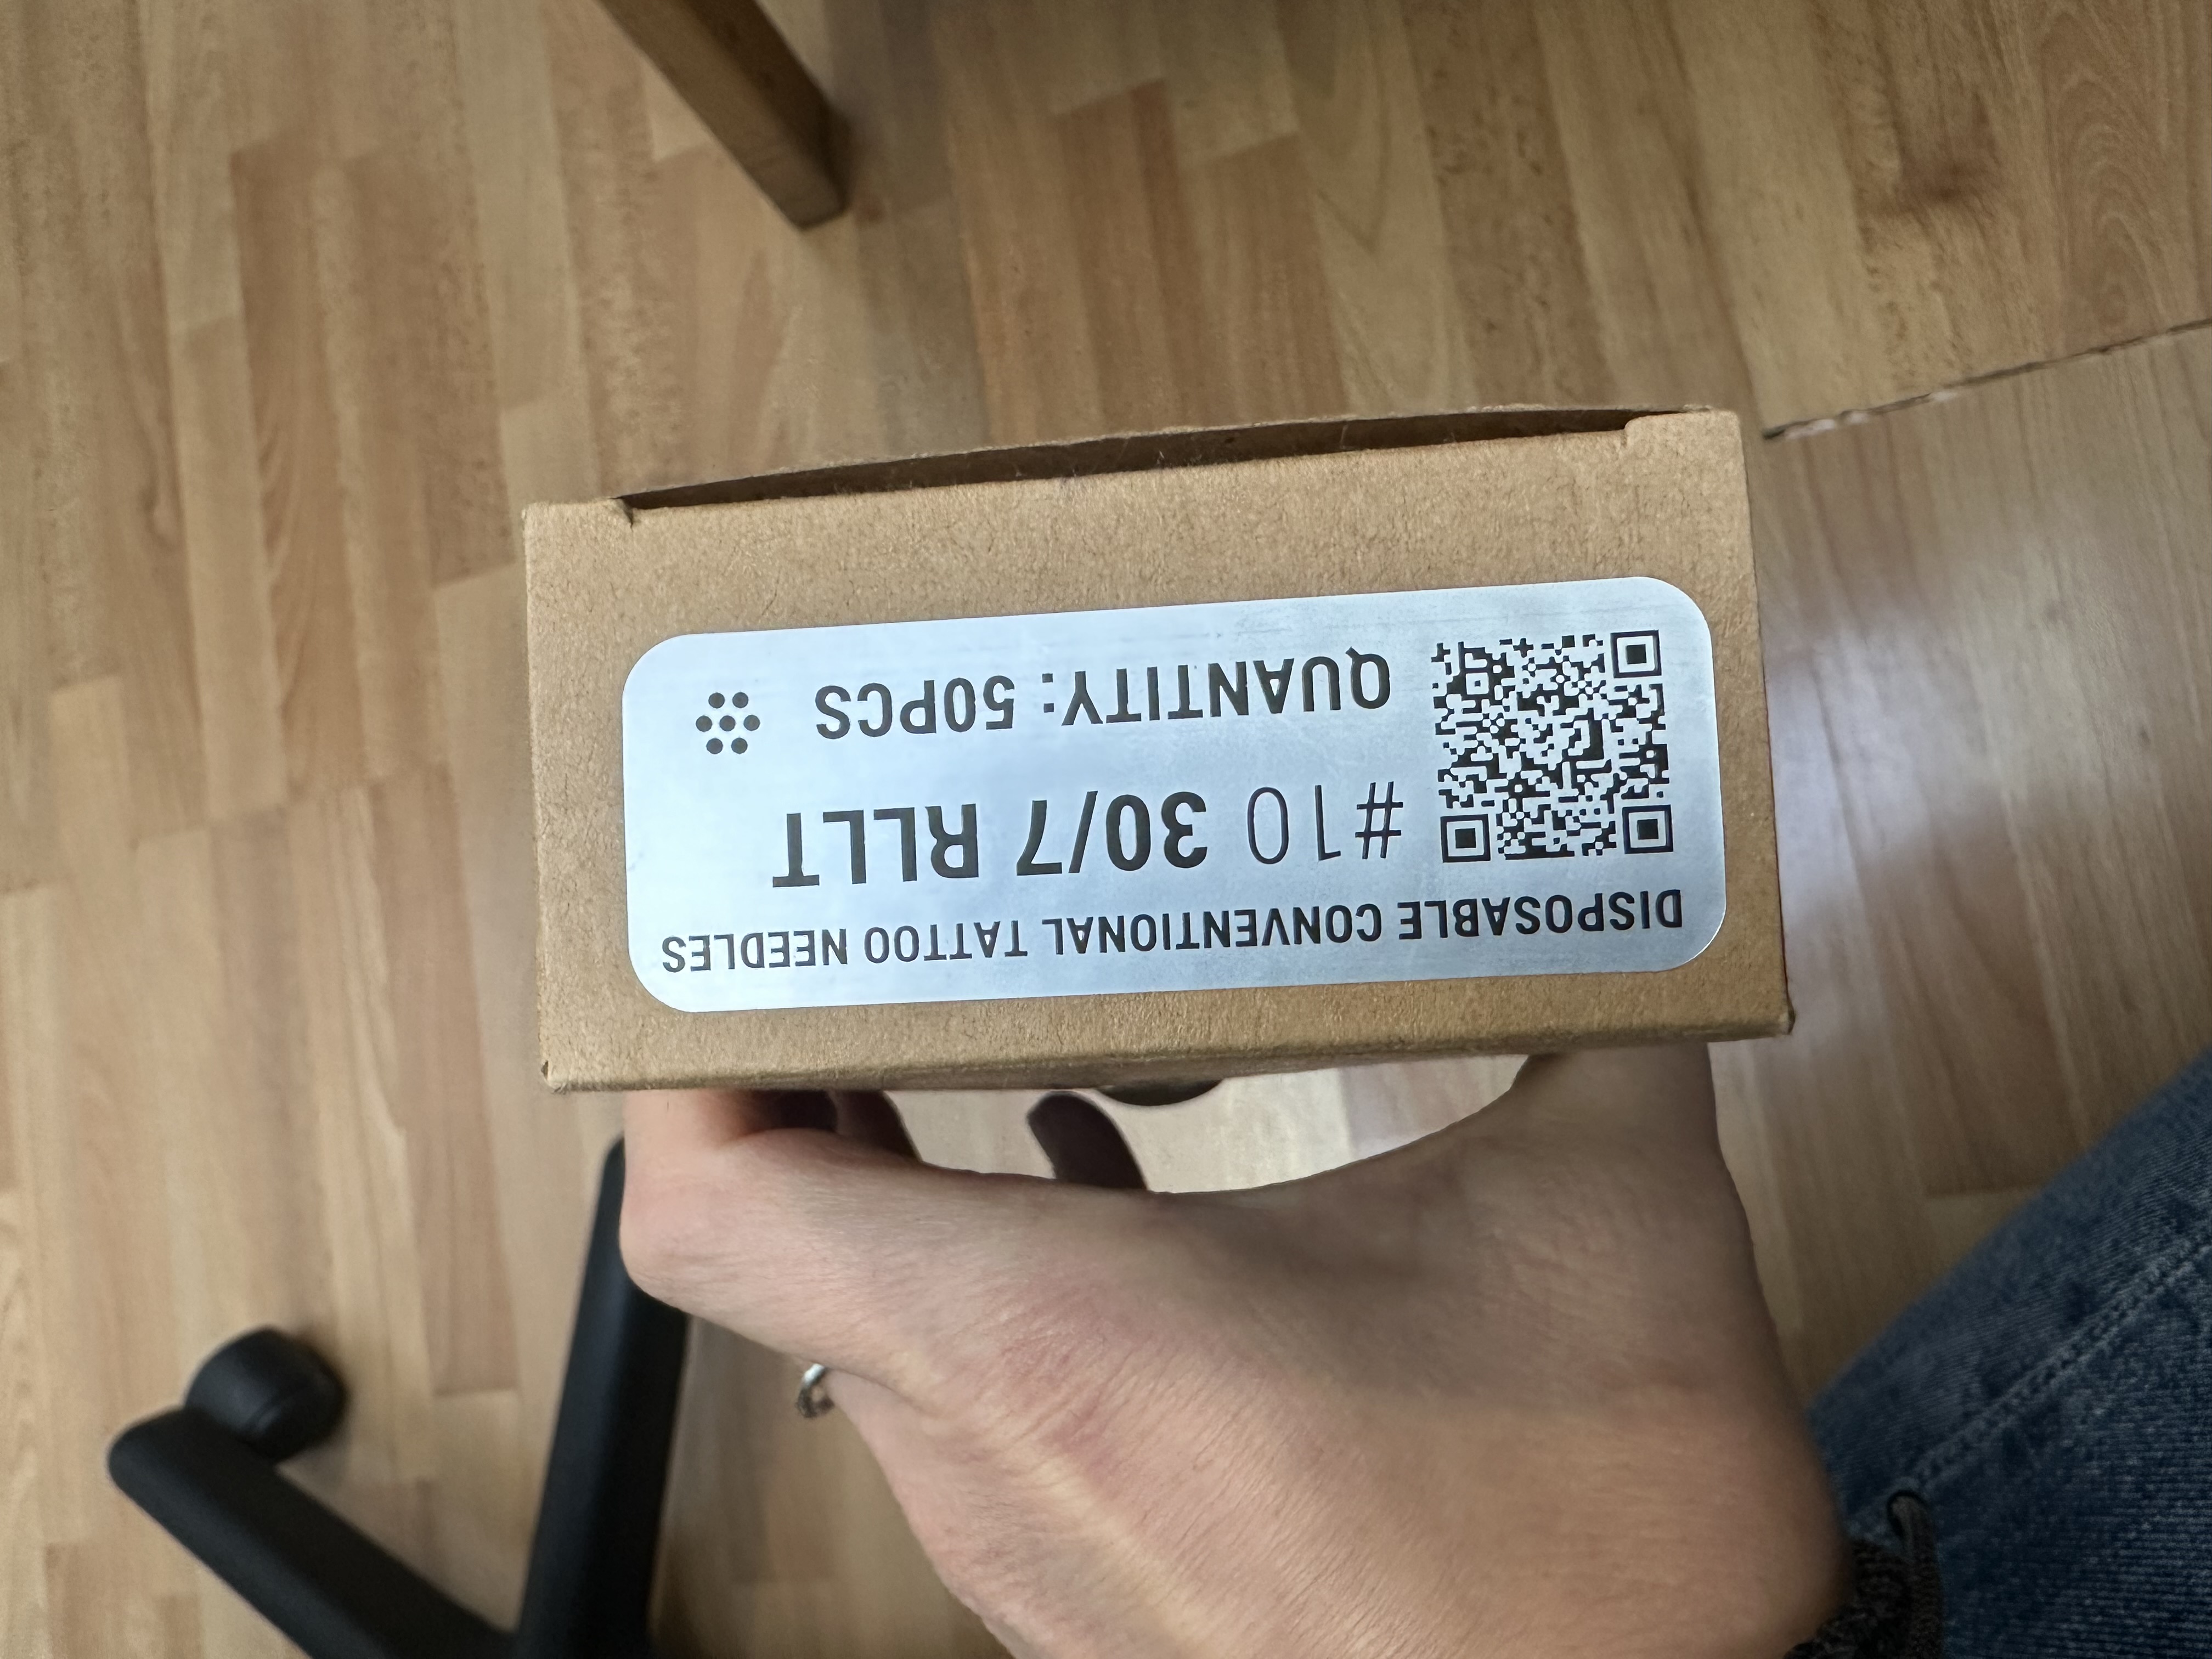 DISPOSABLE CONVENTIONAL TATTOO NEEDLES
#10 30/7 RLLT
QUANTITY: 50PCS